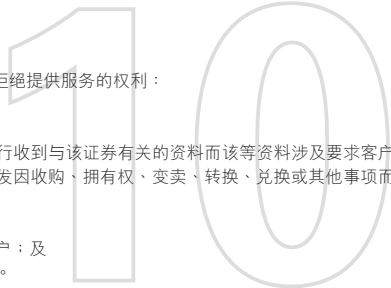 拒绝提供服务的权利：
行收到与该证券有关的资料而该等资料涉及要求客户
发因收购、拥有权、变卖、转换、兑换或其他事项而
户；及
。
10